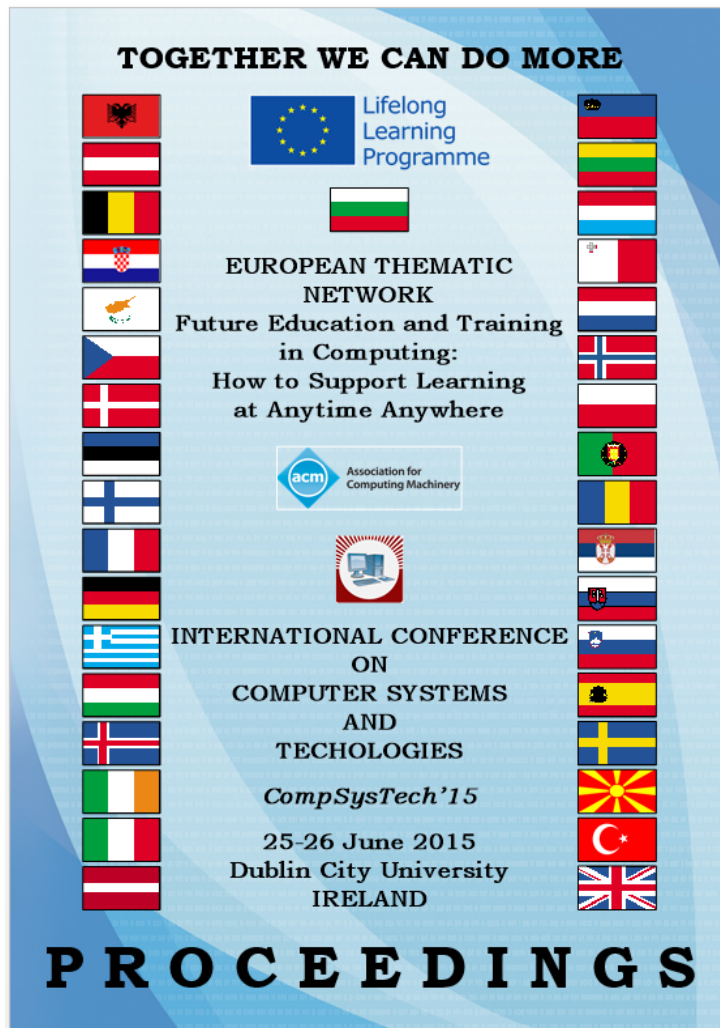 TOGETHER WE CAN DO MORE
Lifelong
Learning
Programme
EUROPEAN THEMATIC
NETWORK
Future Education and Training
in Computing:
How to Support Learning
at Anytime Anywhere
acm
Association for
Computing Machinery
INTERNATIONAL CONFERENCE
ON
COMPUTER SYSTEMS
AND
TECHOLOGIES
CompSysTech'15
25-26 June 2015
Dublin City University
IRELAND
PROCEEDINGS